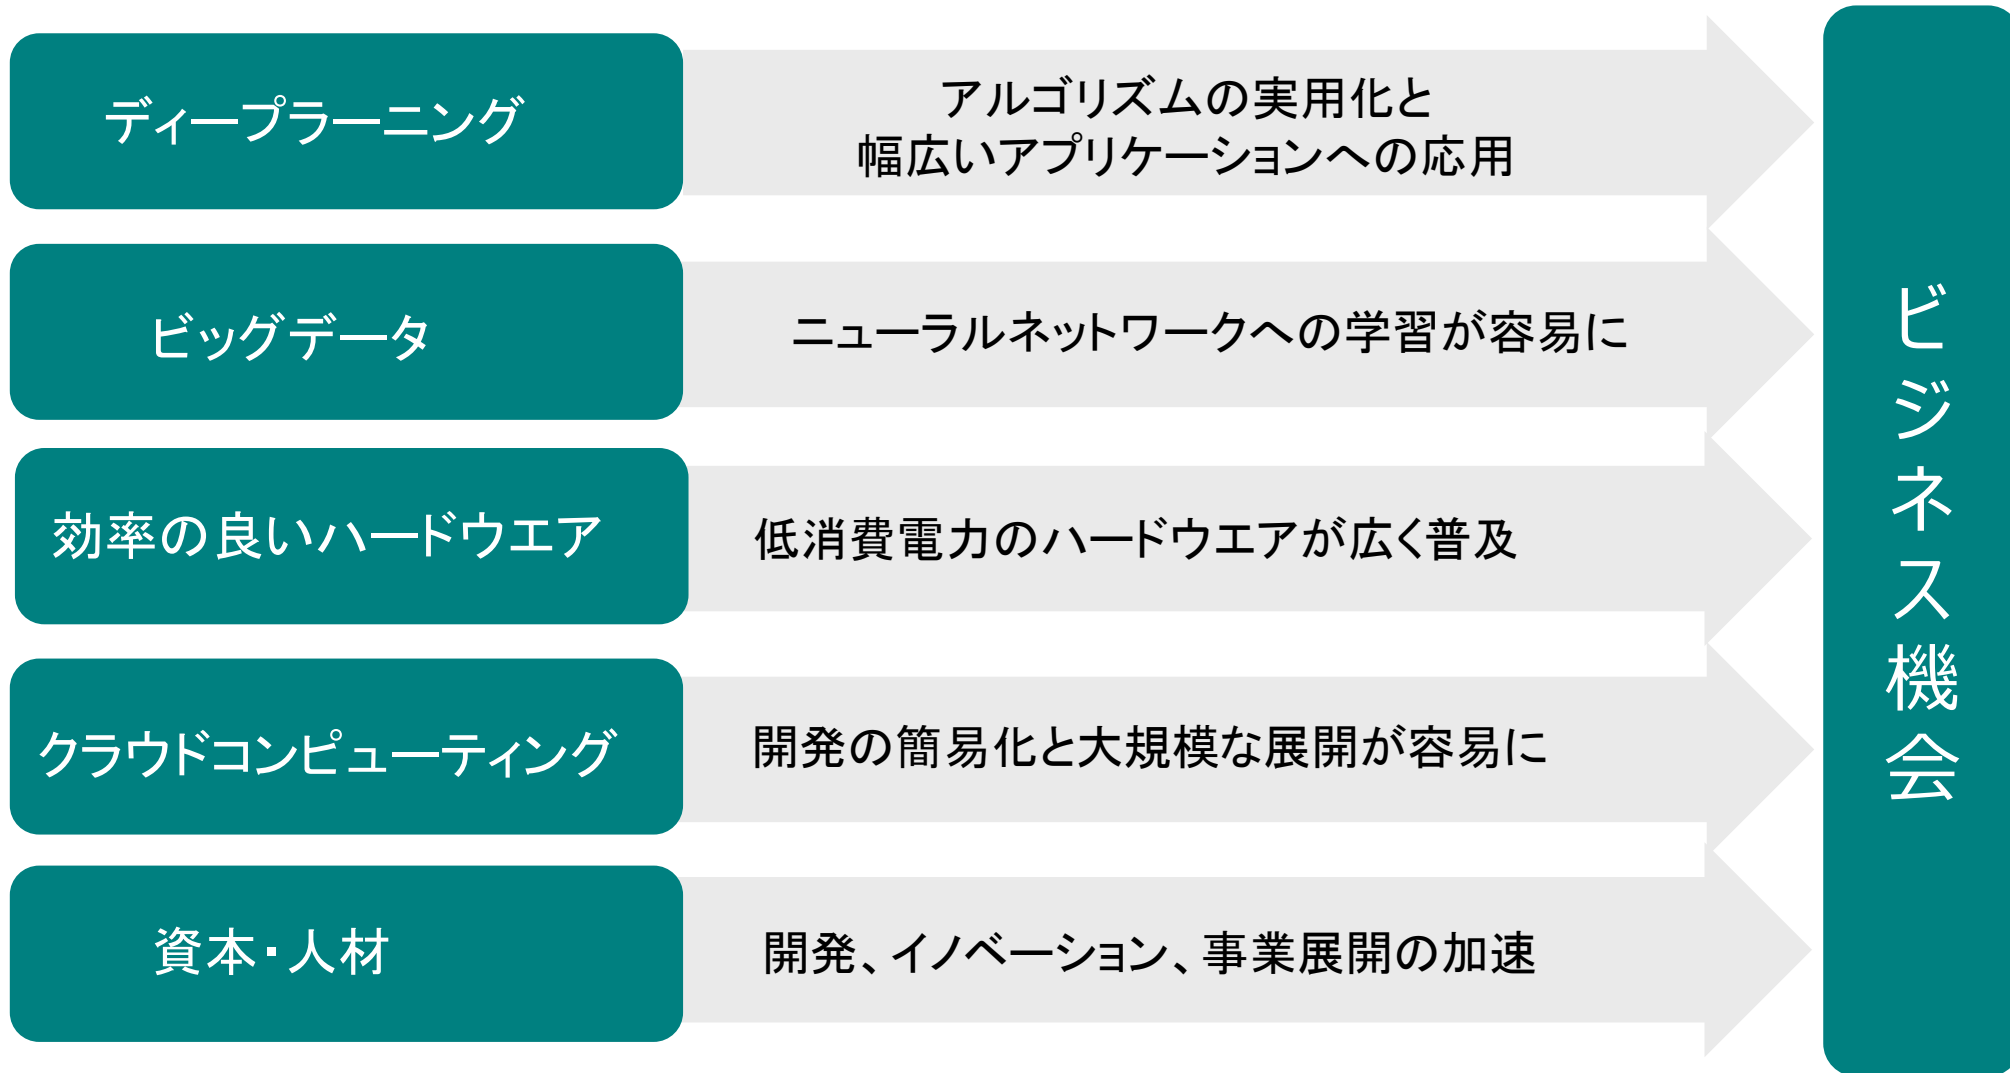 ディープラーニング
アルゴリズムの実用化と
幅広いアプリケーションへの応用
ビッグデータ
ニューラルネットワークへの学習が容易に
効率の良いハードウエア
低消費電力のハードウエアが広く普及
クラウドコンピューティング
開発の簡易化と大規模な展開が容易に
資本・人材
開発、イノベーション、事業展開の加速
ビジネス機会